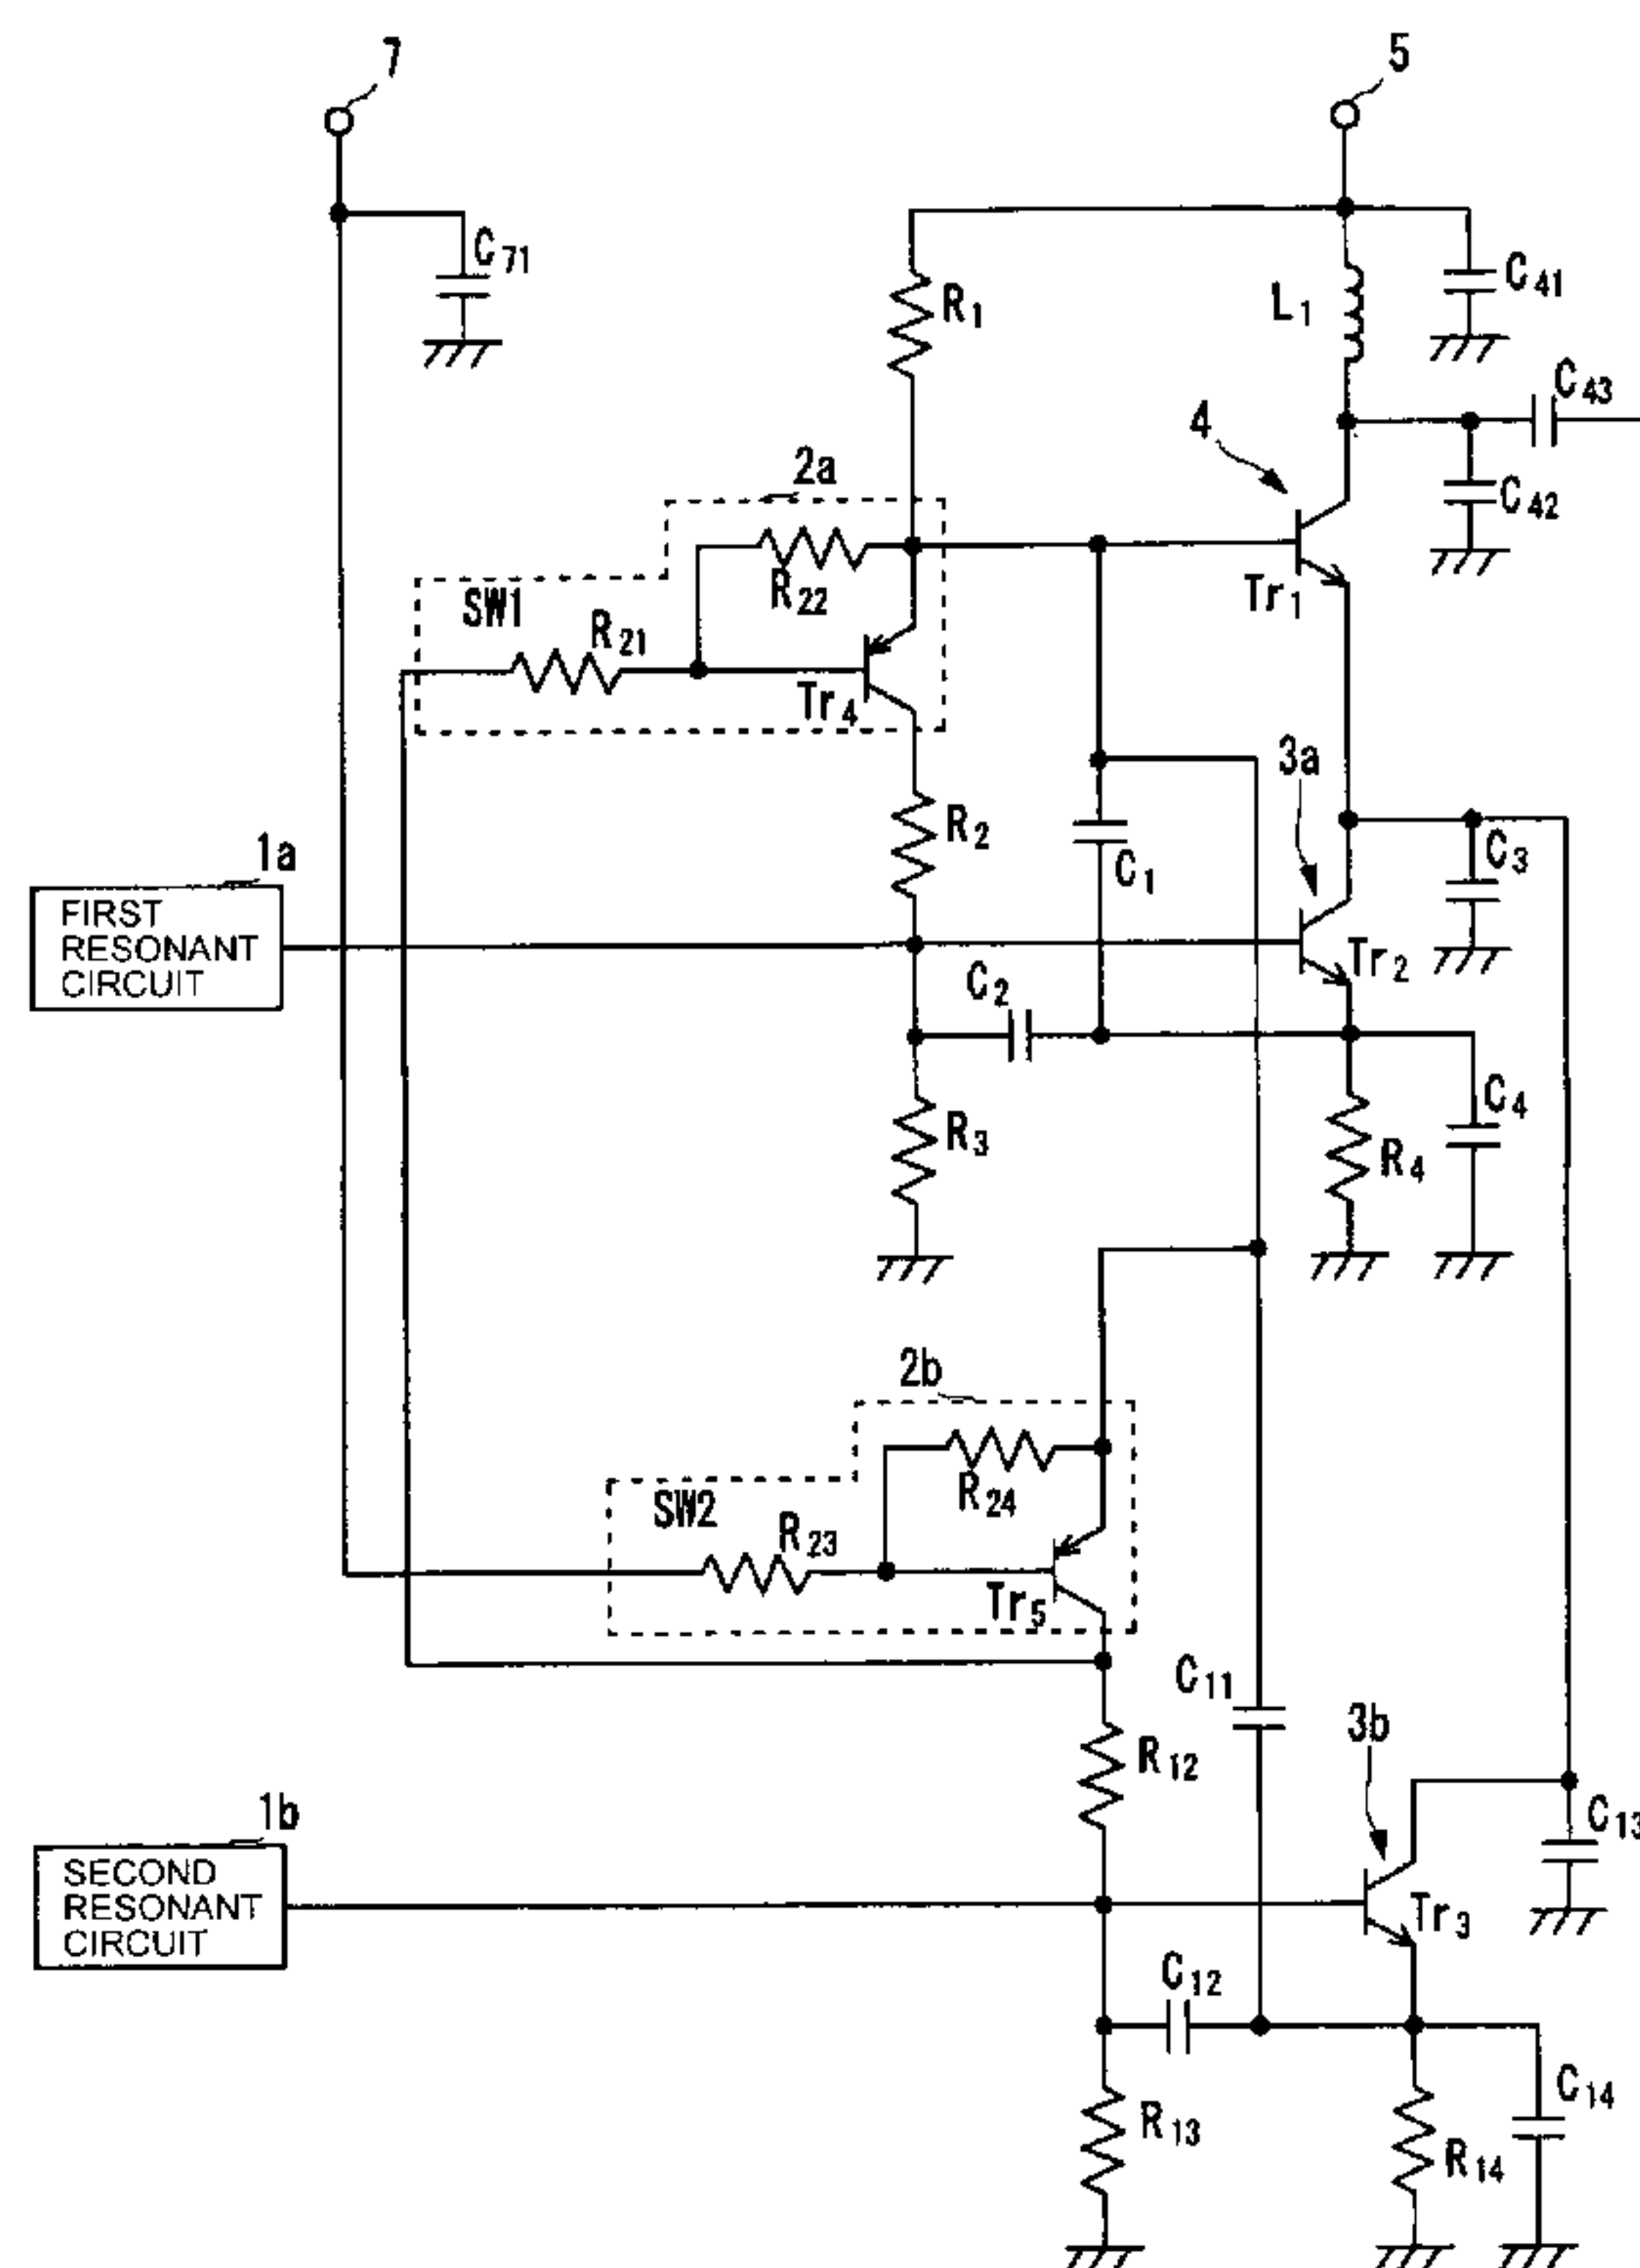 7
5
C71
R1
L1
C41
C43
4
2a
C42
R22
SW1
R21
Tr1
Tr4
3a
R2
C3
1a
C1
FIRST
RESONANT
CIRCUIT
Tr2
C2
C4
R3
R4
2b
R24
SW2
R23
Tr5
C11
3b
R12
1b
C13
SECOND
RESONANT
CIRCUIT
Tr3
C12
C14
R13
R14